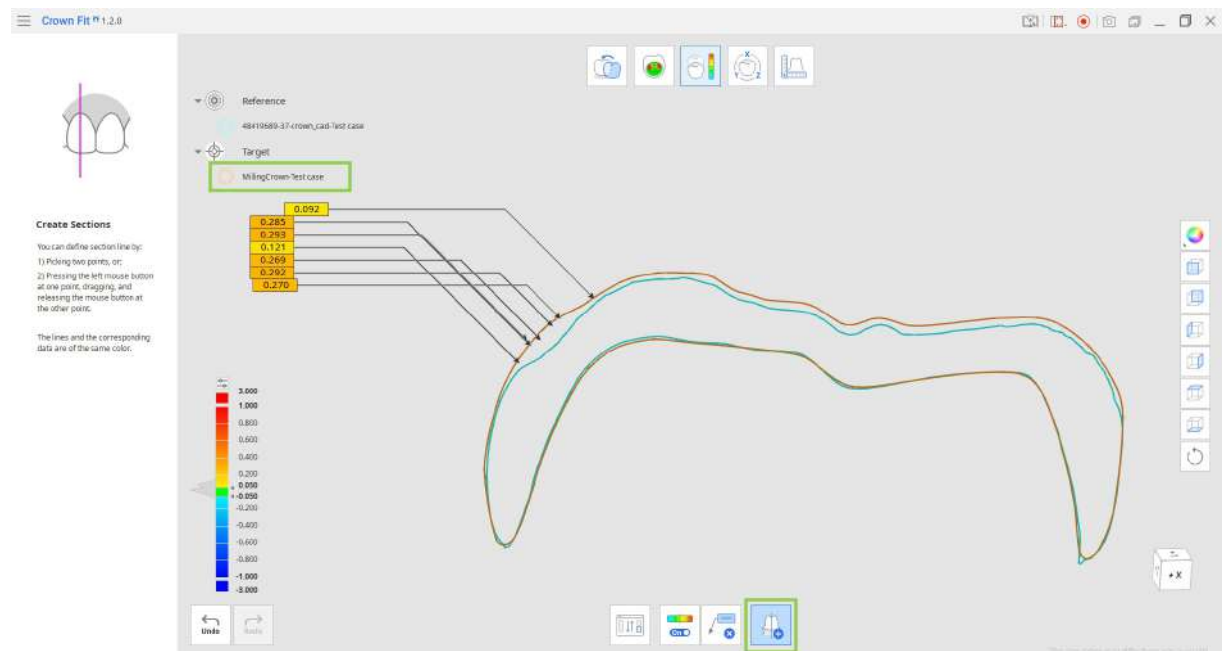 Crown Fit 1.2.0
Reference
48419689-37-crown_cad-Test case
Target
MillingCrown-Test case
0.092
0.285
0.293
0.121
0.269
0.292
0.270
Create Sections
You can define section line by:
1) Picking two points, or;
2) Pressing the left mouse button
at one point, dragging, and
releasing the mouse button at
the other point.
The lines and the corresponding
data are of the same color.
3.000
1.000
0.800
0.600
0.400
0.200
0.050
-0.050
-0.200
-0.400
-0.600
-0.800
-1.000
-3.000
X
Y
Z
+ X
Undo
Redo
On